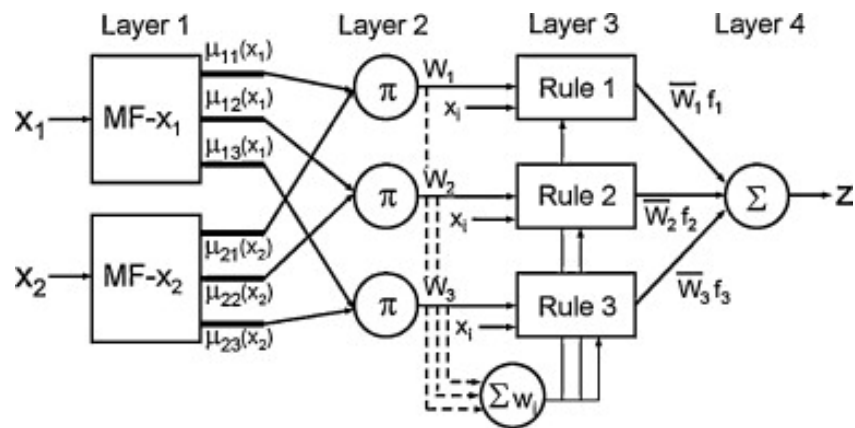 Layer 1
Layer 2
Layer 3
Layer 4
μ11(x1)
μ12(x1)
μ13(x1)
X1
MF-x1
π
W1
xi
Rule 1
W̅1 f1
π
W2
xi
Rule 2
W̅2 f2
Σ
Z
X2
MF-x2
μ21(x2)
μ22(x2)
μ23(x2)
π
W3
xi
Rule 3
W̅3 f3
Σwi